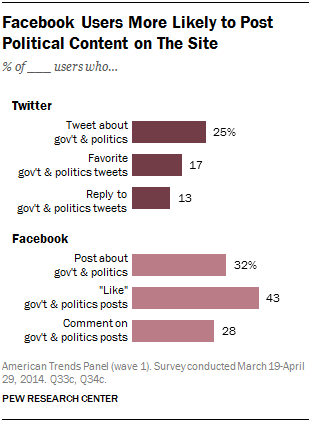 Facebook Users More Likely to Post
Political Content on The Site
% of ____ users who...
Twitter
Tweet about
gov't & politics
25%
Favorite
gov't & politics tweets
17
Reply to
gov't & politics tweets
13
Facebook
Post about
gov't & politics
32%
"Like"
gov't & politics posts
43
Comment on
gov't & politics posts
28
American Trends Panel (wave 1). Survey conducted March 19-April
29, 2014. Q33c, Q34c.
PEW RESEARCH CENTER